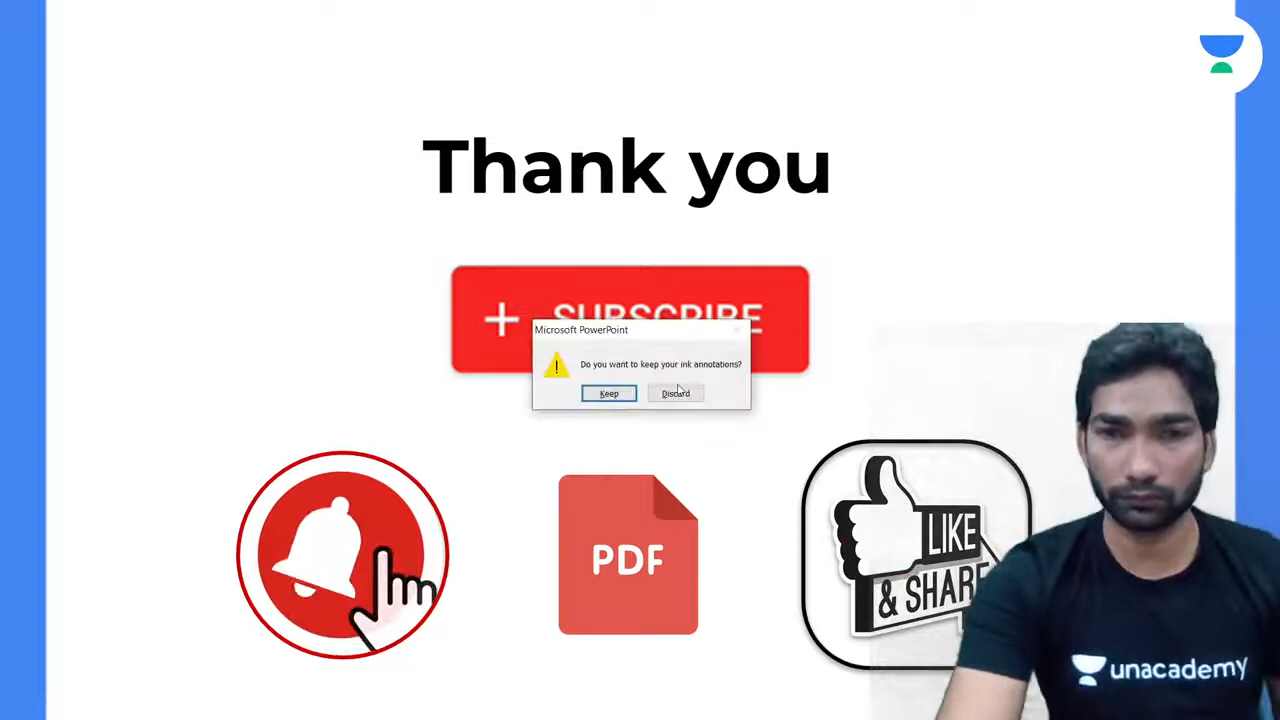 Thank you
+ SUBSCRIBE
Microsoft PowerPoint
Do you want to keep your ink annotations?
Keep
Discard
PDF
LIKE
& SHARE
unacademy